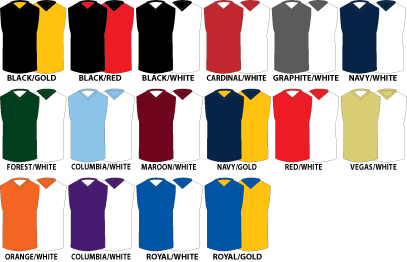 BLACK/GOLD BLACK/RED BLACK/WHITE CARDINAL/WHITE GRAPHITE/WHITE NAVY/WHITE
FOREST/WHITE COLUMBIA/WHITE MAROON/WHITE NAVY/GOLD RED/WHITE VEGAS/WHITE
ORANGE/WHITE COLUMBIA/WHITE ROYAL/WHITE ROYAL/GOLD